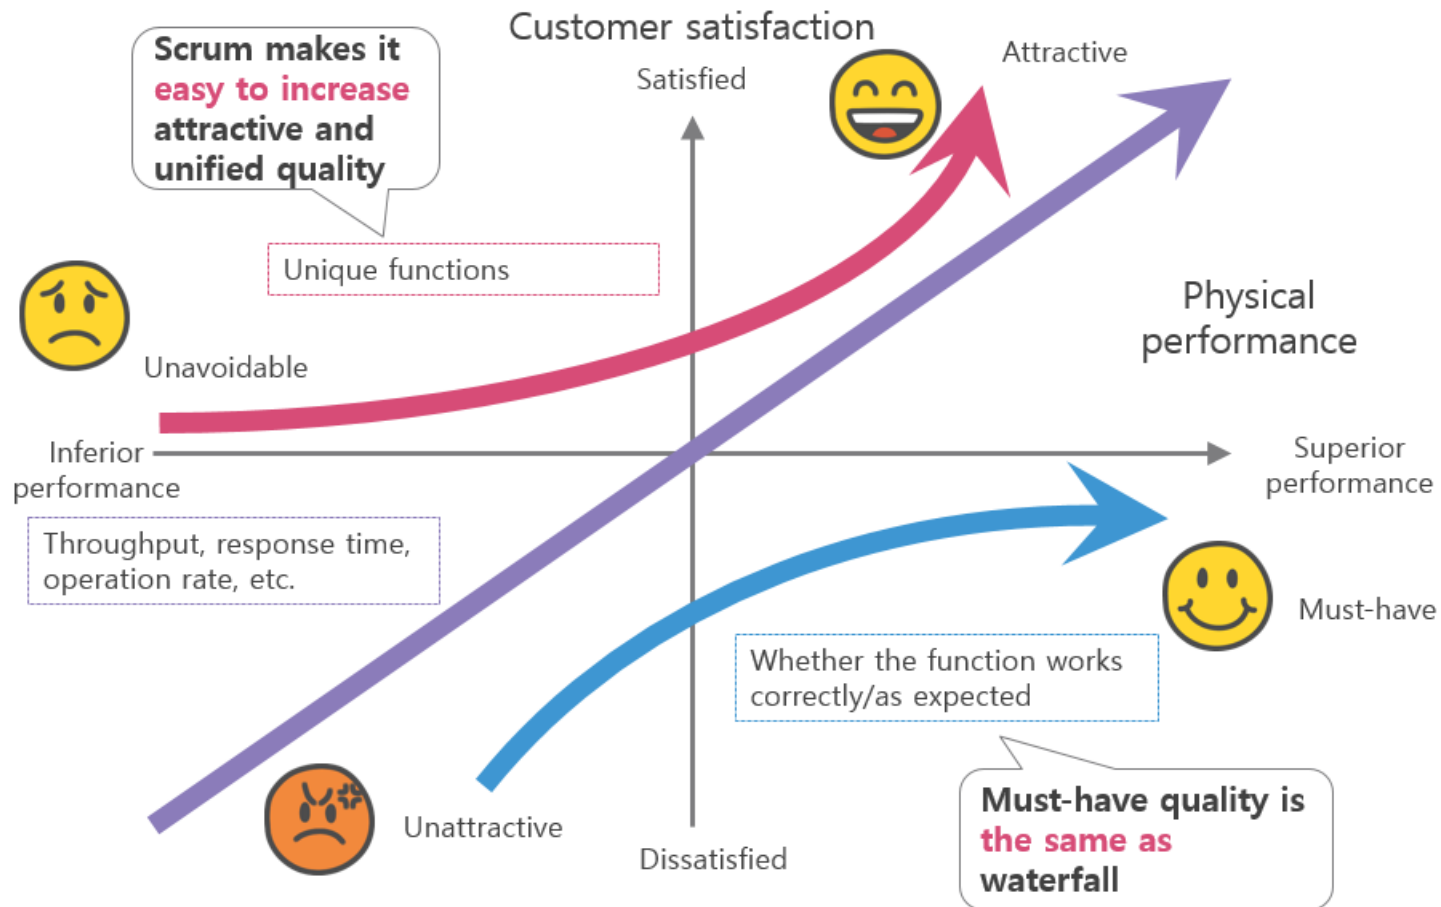 Customer satisfaction
Scrum makes it
easy to increase
attractive and
unified quality
Satisfied
Attractive
Unique functions
Physical
performance
Unavoidable
Inferior
performance
Superior
performance
Throughput, response time,
operation rate, etc.
Must-have
Whether the function works
correctly/as expected
Unattractive
Dissatisfied
Must-have quality is
the same as
waterfall